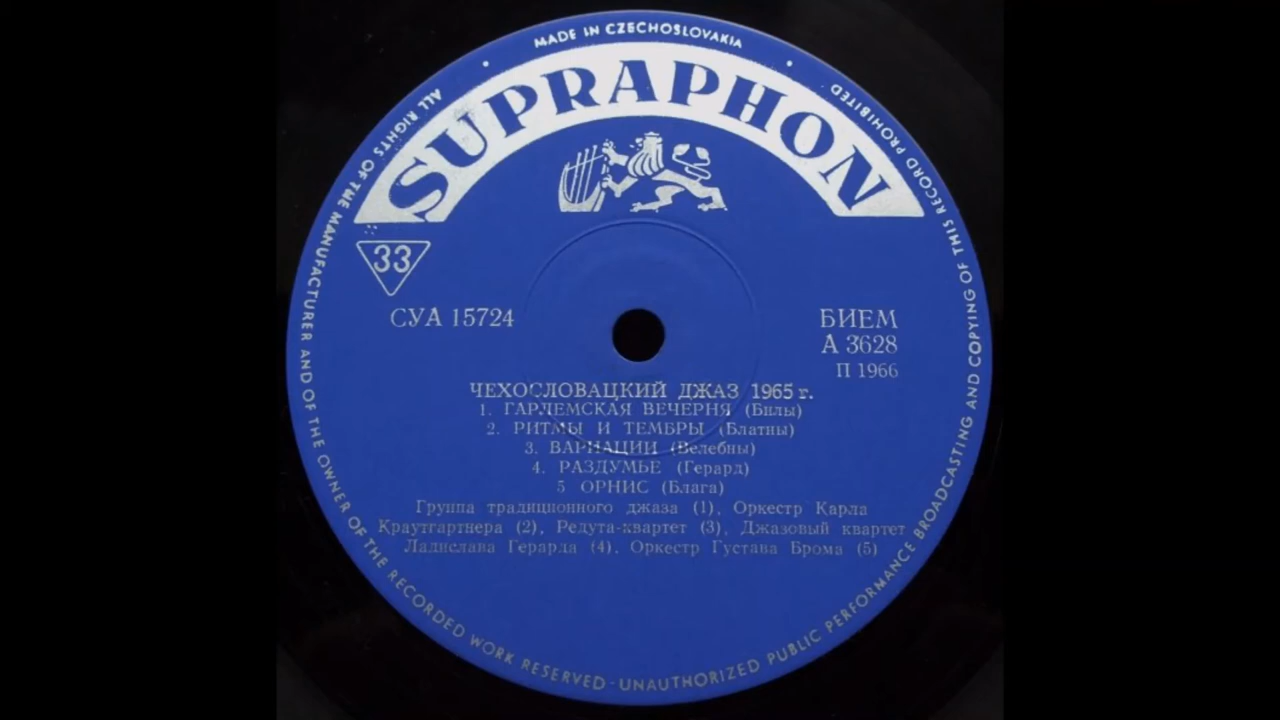 MADE IN CZECHOSLOVAKIA
ALL RIGHTS OF THE MANUFACTURER AND OF THE OWNER OF THE RECORDED WORK RESERVED - UNAUTHORIZED PUBLIC PERFORMANCE BROADCASTING AND COPYING OF THIS RECORD PROHIBITED
SUPRAPHON
33
СУА 15724
БИЕМ
А 3628
П 1966
ЧЕХОСЛОВАЦКИЙ ДЖАЗ 1965 г.
1. ГАРЛЕМСКАЯ ВЕЧЕРНЯ (Билы)
2. РИТМЫ И ТЕМБРЫ (Блатны)
3. ВАРИАЦИИ (Велебны)
4. РАЗДУМЬЕ (Герард)
5 ОРНИС (Блага)
Группа традиционного джаза (1), Оркестр Карла
Краутгартнера (2), Редута-квартет (3), Джазовый квартет
Ладислава Герарда (4), Оркестр Густава Брома (5)